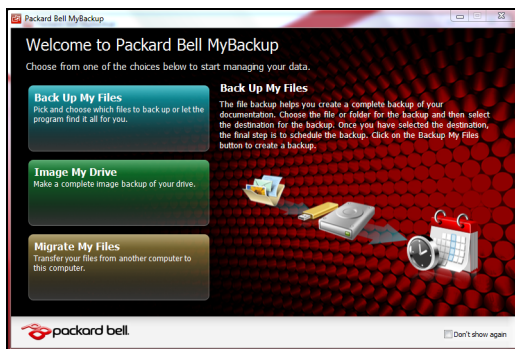 Packard Bell MyBackup
Welcome to Packard Bell MyBackup
Choose from one of the choices below to start managing your data.
Back Up My Files
Pick and choose which files to back up or let the
program find it all for you.
Image My Drive
Make a complete image backup of your drive.
Migrate My Files
Transfer your files from another computer to
this computer.
Back Up My Files
The file backup helps you create a complete backup of your
documentation. Choose the file or folder for the backup and then select
the destination for the backup. Once you have selected the destination,
the final step is to schedule the backup. Click on the Backup My Files
button to create a backup.
packard bell.
Don't show again